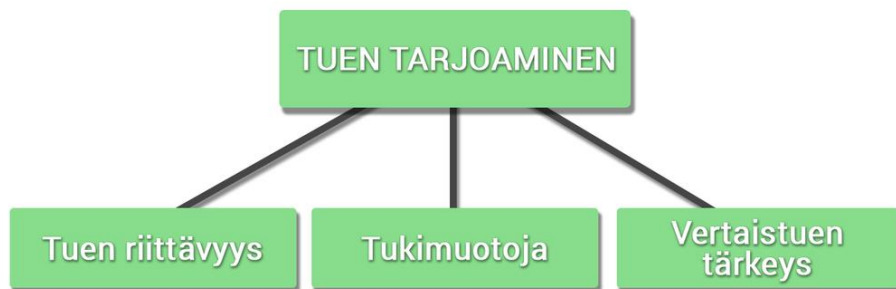 TUEN TARJOAMINEN
Tuen riittävyys
Tukimuotoja
Vertaistuen
tärkeys